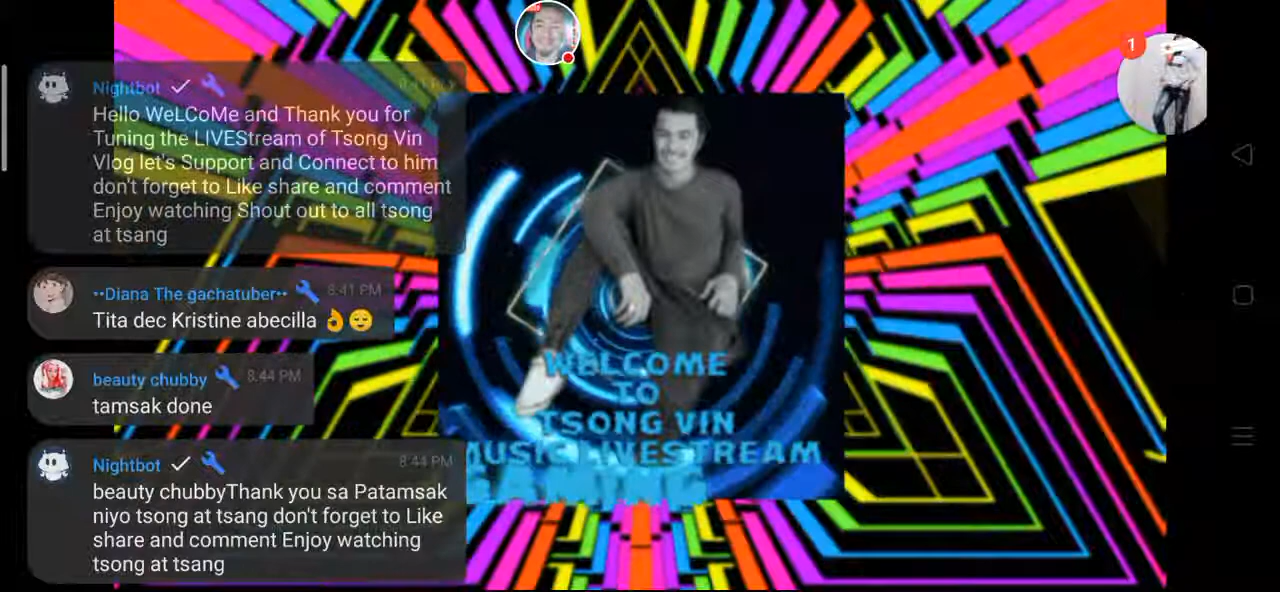 Nightbot
Hello WeLCoMe and Thank you for
Tuning the LIVEStream of Tsong Vin
Vlog let's Support and Connect to him
don't forget to Like share and comment
Enjoy watching Shout out to all tsong
at tsang
••Diana The gachatuber•• 8:41 PM
Tita dec Kristine abecilla 👌😌
beauty chubby 8:44 PM
tamsak done
Nightbot 8:44 PM
beauty chubbyThank you sa Patamsak
niyo tsong at tsang don't forget to Like
share and comment Enjoy watching
tsong at tsang
WELCOME
TO
TSONG VIN
MUSIC LIVESTREAM
GAMING
1